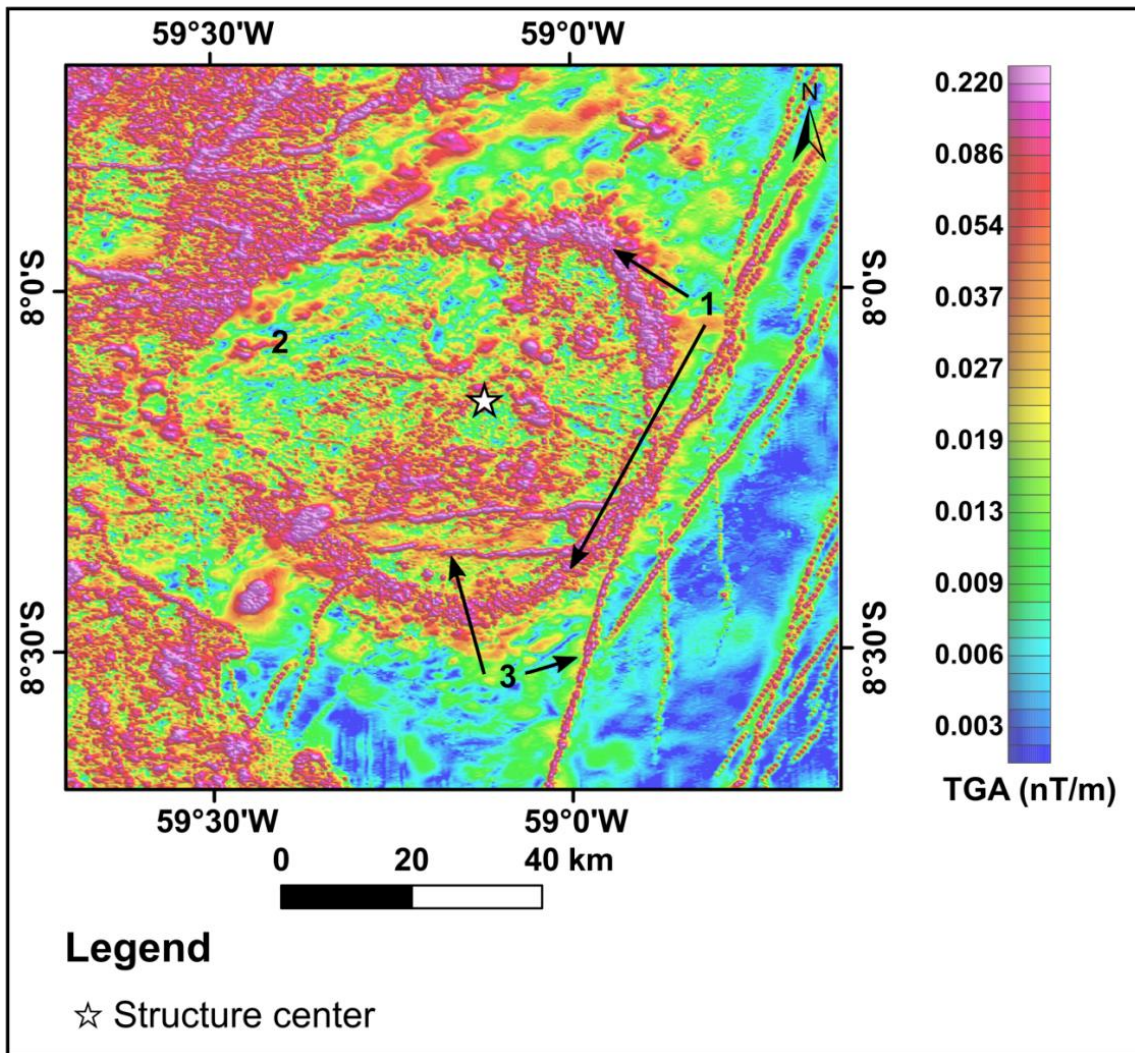 59°30'W 59°0'W
N
0.220
0.086
0.054
0.037
0.027
0.019
0.013
0.009
0.006
0.003
TGA (nT/m)
8°0'S 8°0'S
1
2
3
8°30'S 8°30'S
59°30'W 59°0'W
0 20 40 km
Legend
Structure center